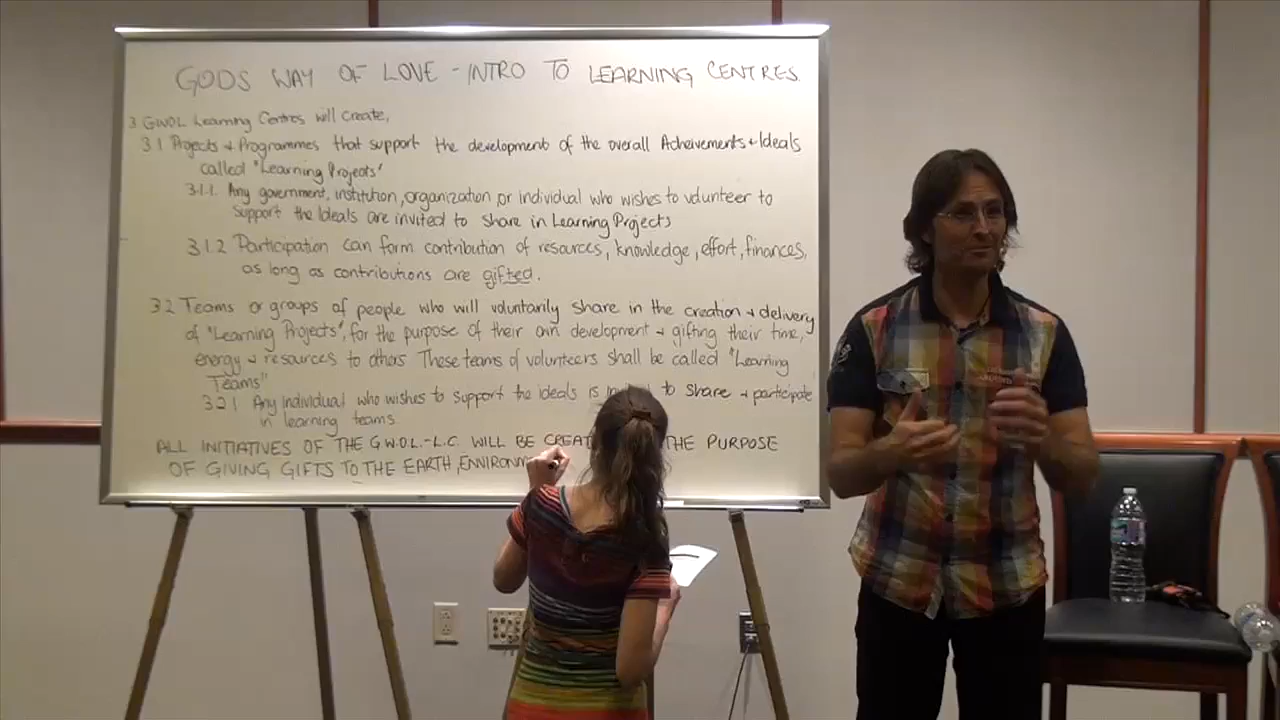 GODS WAY OF LOVE - INTRO TO LEARNING CENTRES
3 GWOL Learning Centres will create,
3.1 Projects + Programmes that support the development of the overall Acheivements + Ideals
called "Learning Projects"
3.1.1. Any government, institution, organization or individual who wishes to volunteer to
support the Ideals are invited to share in Learning Projects
3.1.2 Participation can form contribution of resources, knowledge, effort, finances,
as long as contributions are gifted.
3.2 Teams or groups of people who will voluntarily share in the creation + delivery
of "Learning Projects", for the purpose of their own development + gifting their time,
energy + resources to others These teams of volunteers shall be called "Learning
Teams"
3.2.1 Any individual who wishes to support the ideals is to share + participate
in learning teams
ALL INITIATIVES OF THE G.W.O.L.-L.C. WILL BE THE PURPOSE
OF GIVING GIFTS TO THE EARTH,